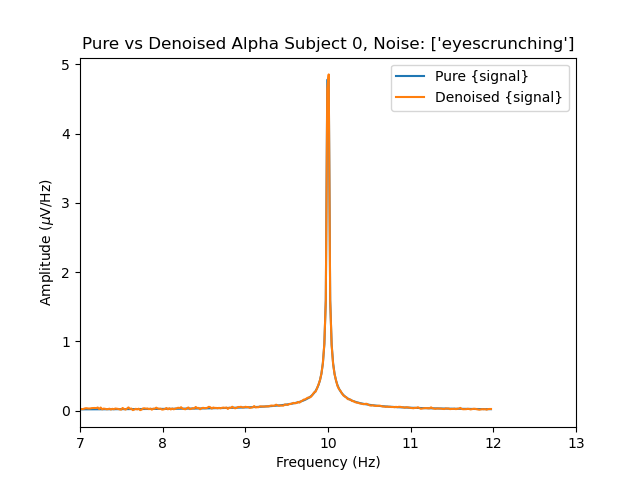 Pure vs Denoised Alpha Subject 0, Noise: ['eyescrunching']
Pure {signal}
Denoised {signal}
Amplitude (μV/Hz)
5
4
3
2
1
0
7 8 9 10 11 12 13
Frequency (Hz)